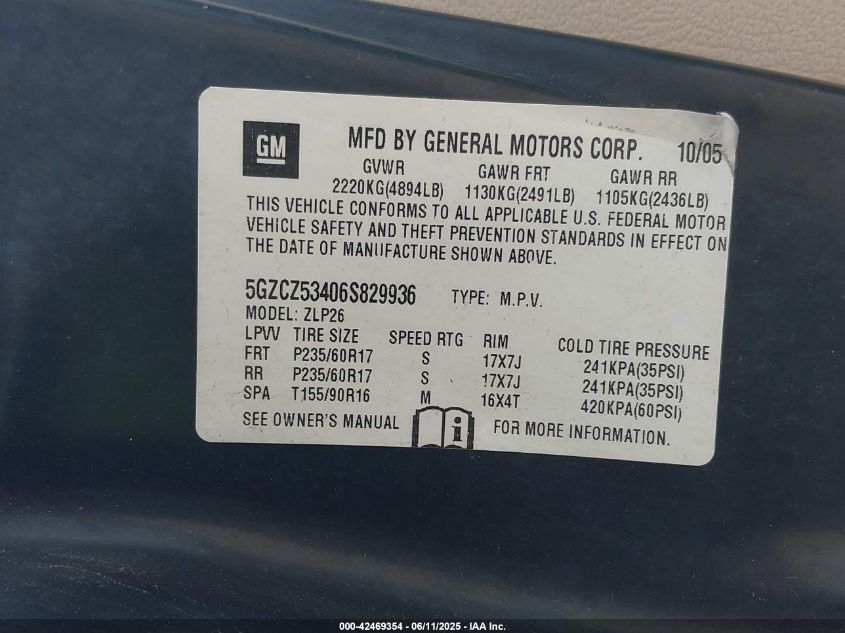 GM
MFD BY GENERAL MOTORS CORP. 10/05
GVWR GAWR FRT GAWR RR
2220KG(4894LB) 1130KG(2491LB) 1105KG(2436LB)
THIS VEHICLE CONFORMS TO ALL APPLICABLE U.S. FEDERAL MOTOR
VEHICLE SAFETY AND THEFT PREVENTION STANDARDS IN EFFECT ON
THE DATE OF MANUFACTURE SHOWN ABOVE.
5GZCZ53406S829936 TYPE: M.P.V.
MODEL: ZLP26
LPVV TIRE SIZE SPEED RTG RIM COLD TIRE PRESSURE
FRT P235/60R17 S 17X7J 241KPA(35PSI)
RR P235/60R17 S 17X7J 241KPA(35PSI)
SPA T155/90R16 M 16X4T 420KPA(60PSI)
SEE OWNER'S MANUAL i FOR MORE INFORMATION.
000-42469354 - 06/11/2025 - IAA Inc.